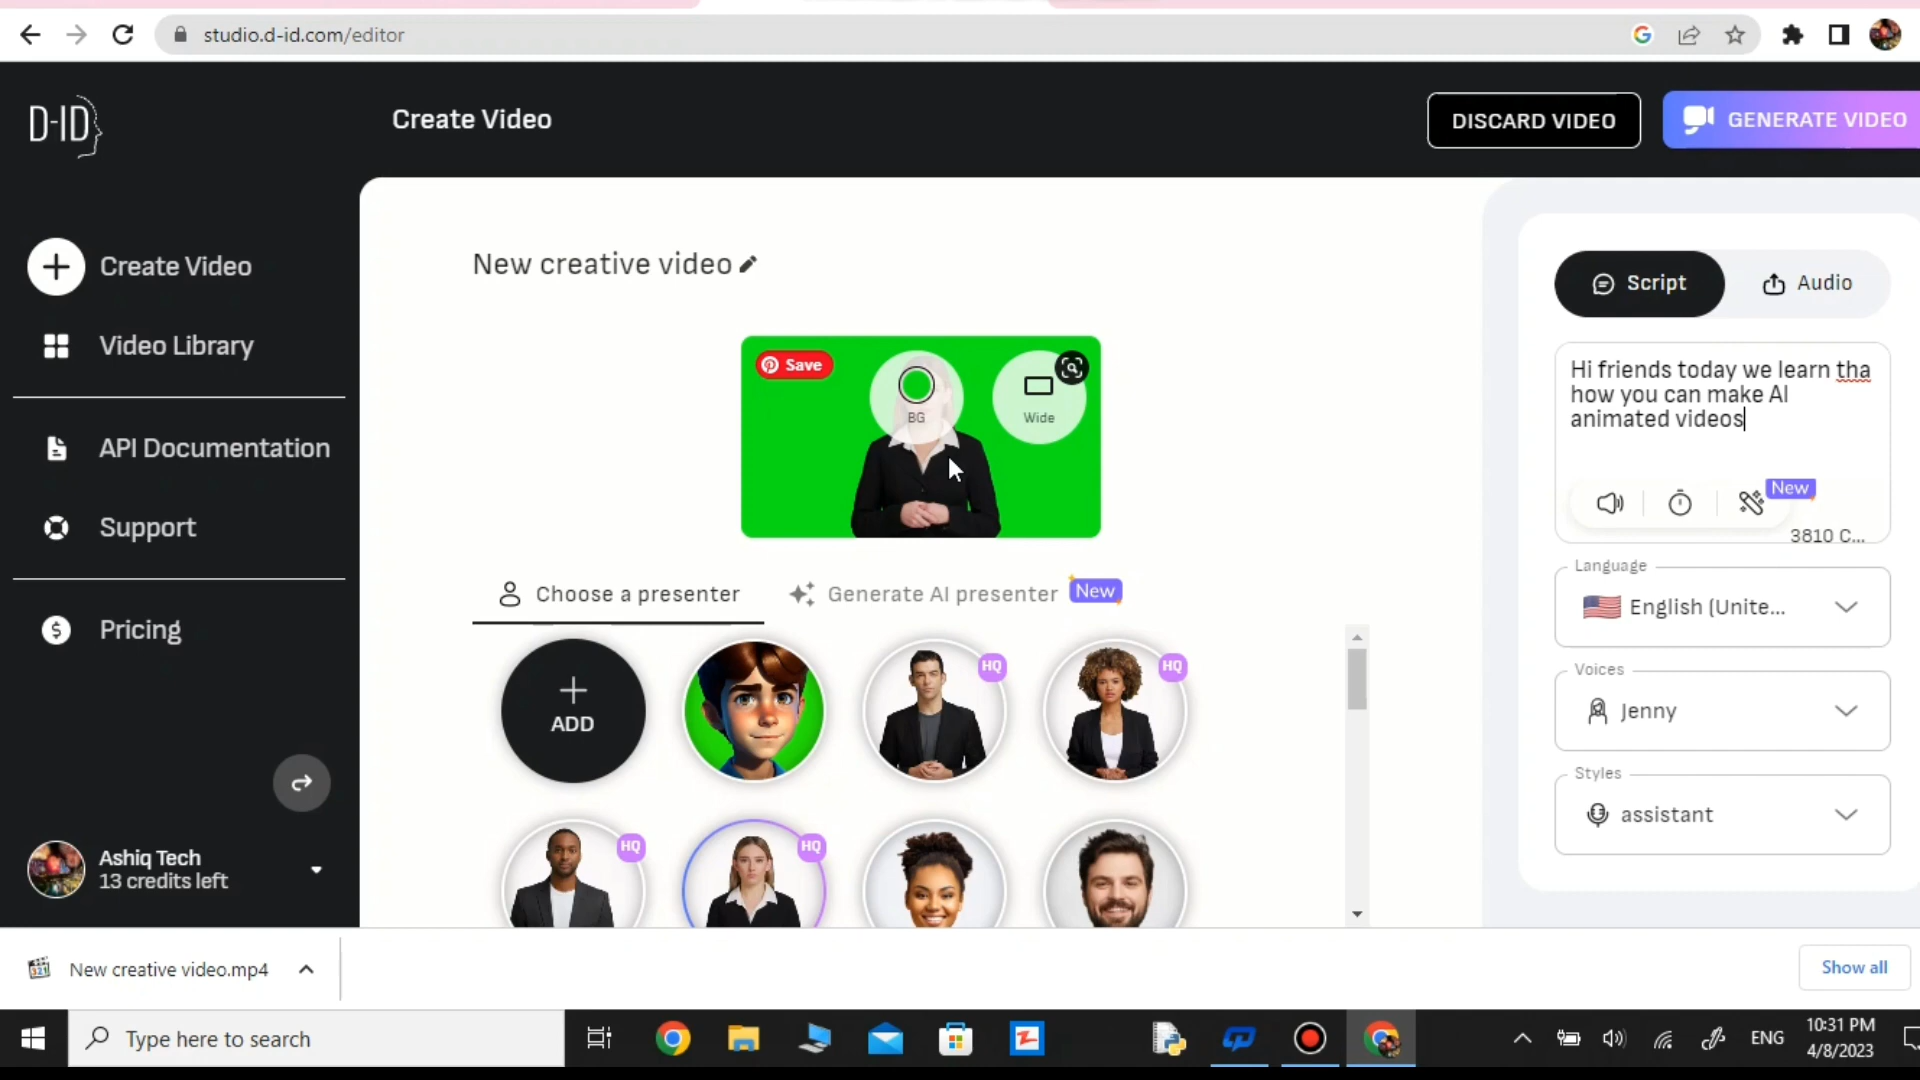 studio.d-id.com/editor
D-ID
Create Video
DISCARD VIDEO
GENERATE VIDEO
Create Video
Video Library
API Documentation
Support
Pricing
Ashiq Tech
13 credits left
New creative video
Save
BG
Wide
Choose a presenter
Generate AI presenter
New
ADD
HQ
HQ
HQ
HQ
Script
Audio
Hi friends today we learn tha
how you can make AI
animated videos
New
3810 C...
Language
English (Unite...
Voices
Jenny
Styles
assistant
New creative video.mp4
Show all
Type here to search
ENG
10:31 PM
4/8/2023